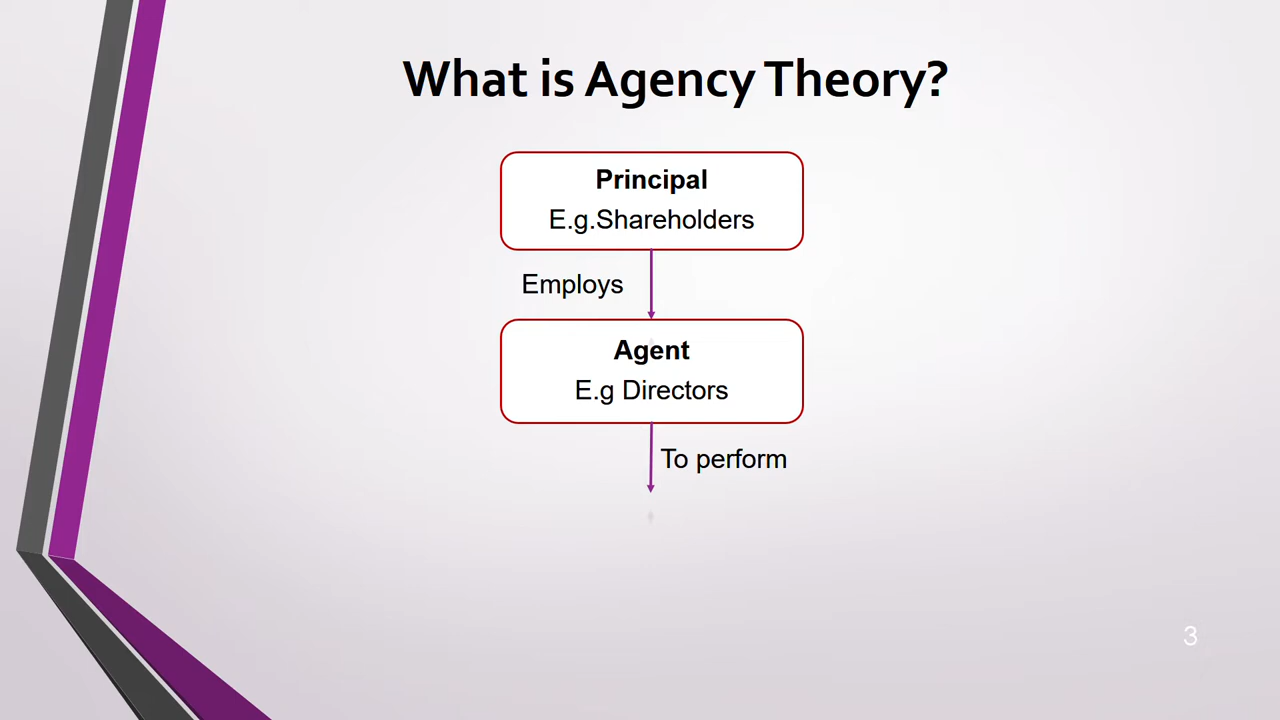 What is Agency Theory?
Principal
E.g.Shareholders
Employs
Agent
E.g Directors
To perform
3